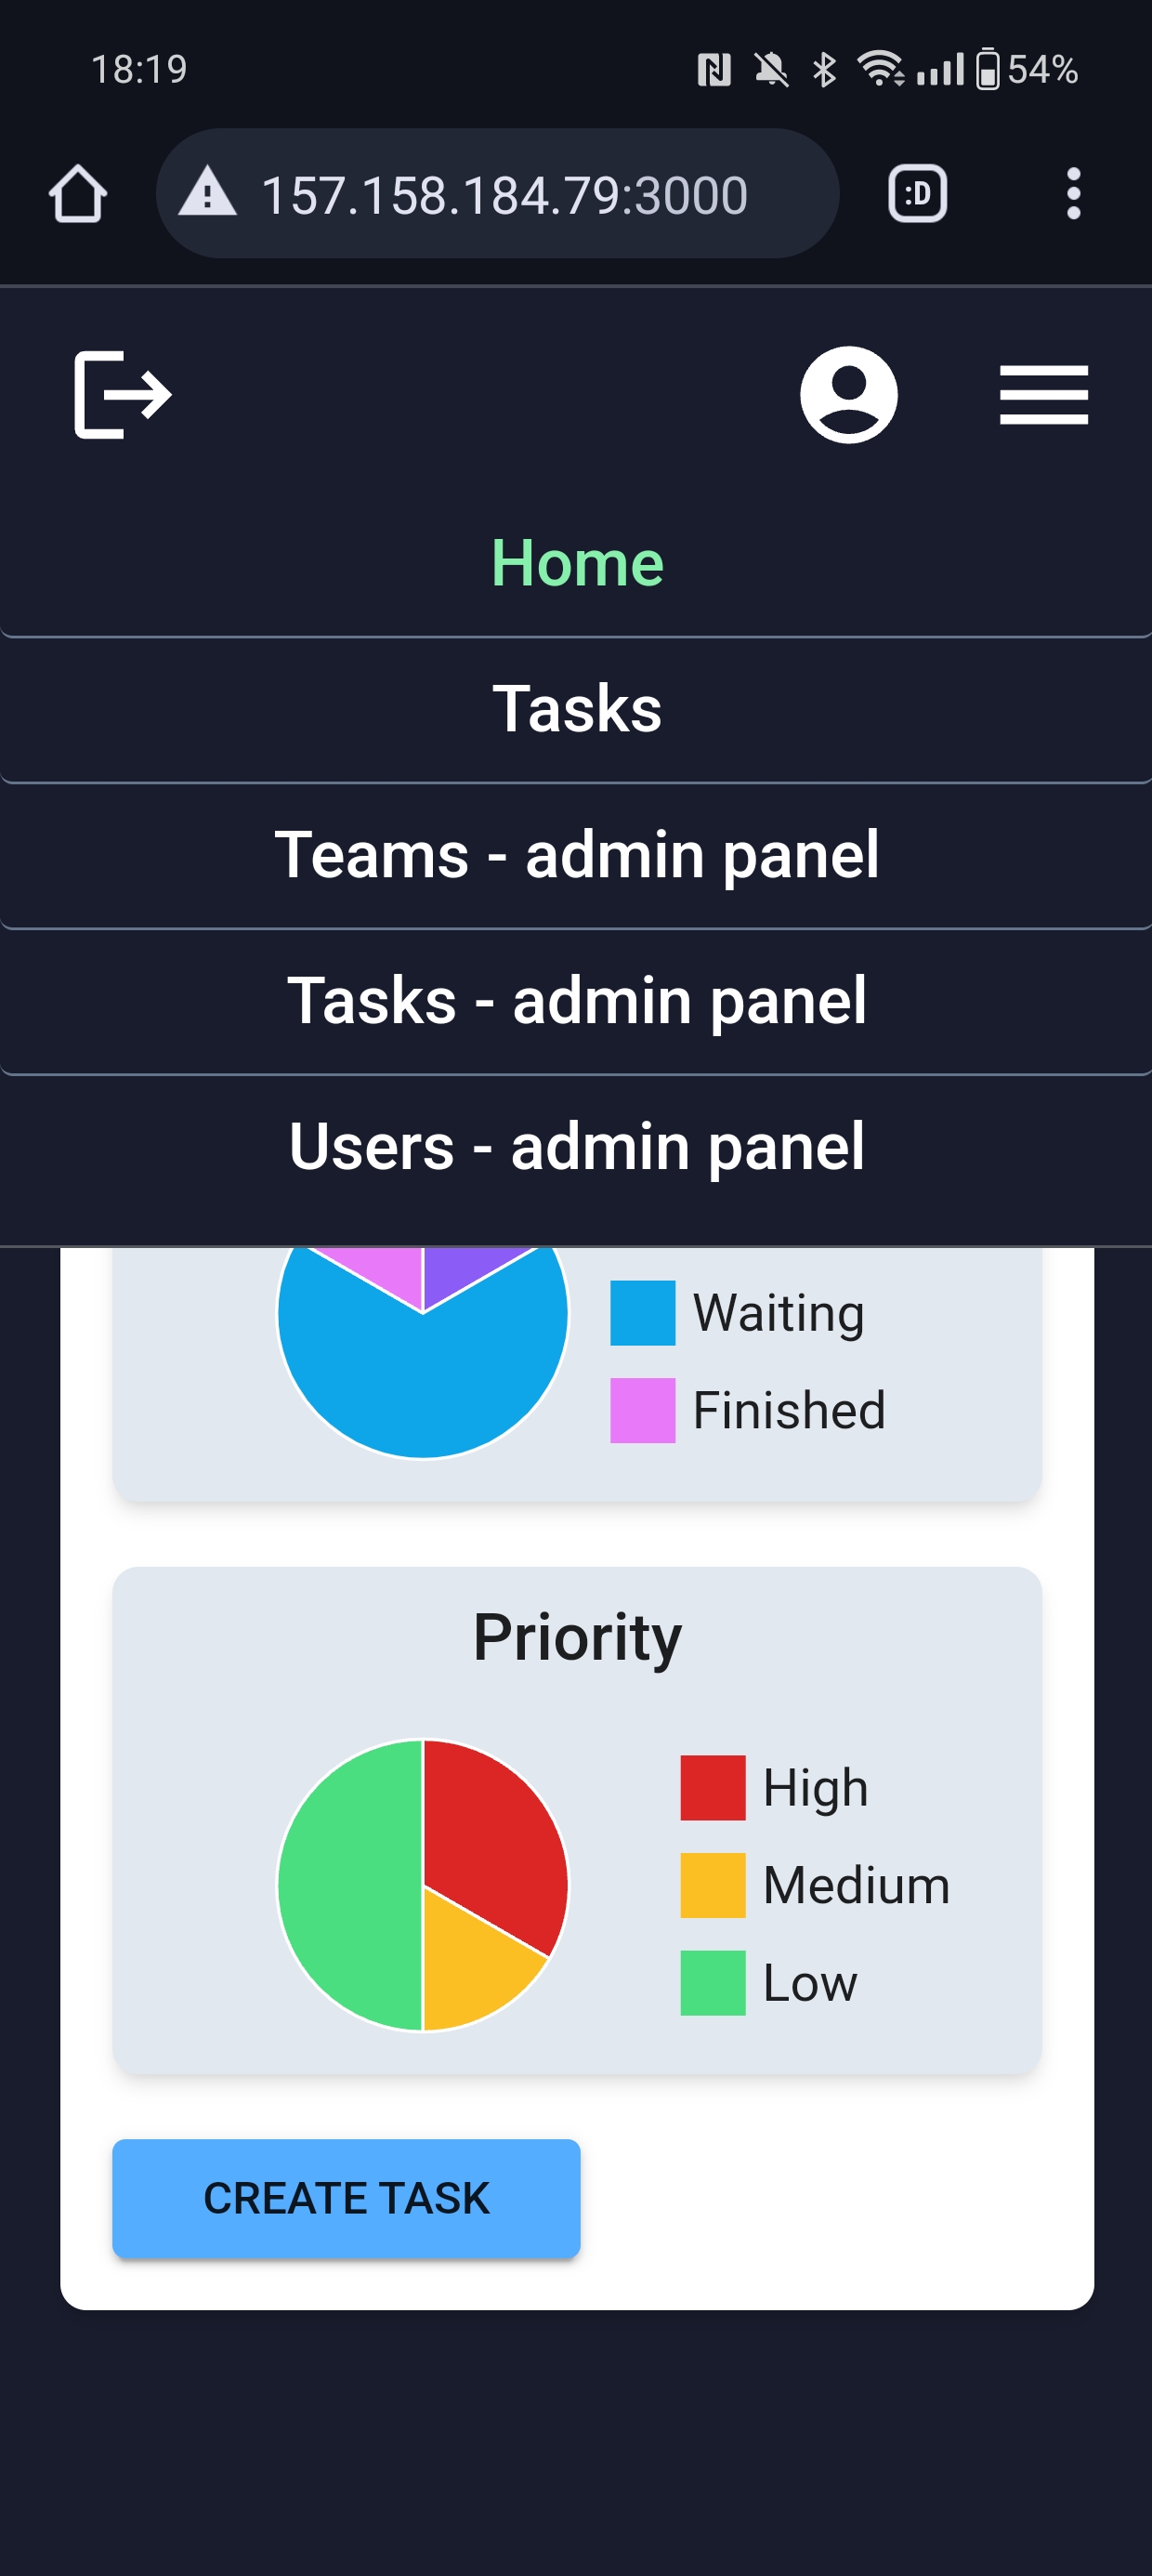 18:19 54%
157.158.184.79:3000 :D
Home
Tasks
Teams - admin panel
Tasks - admin panel
Users - admin panel
Waiting
Finished
Priority
High
Medium
Low
CREATE TASK